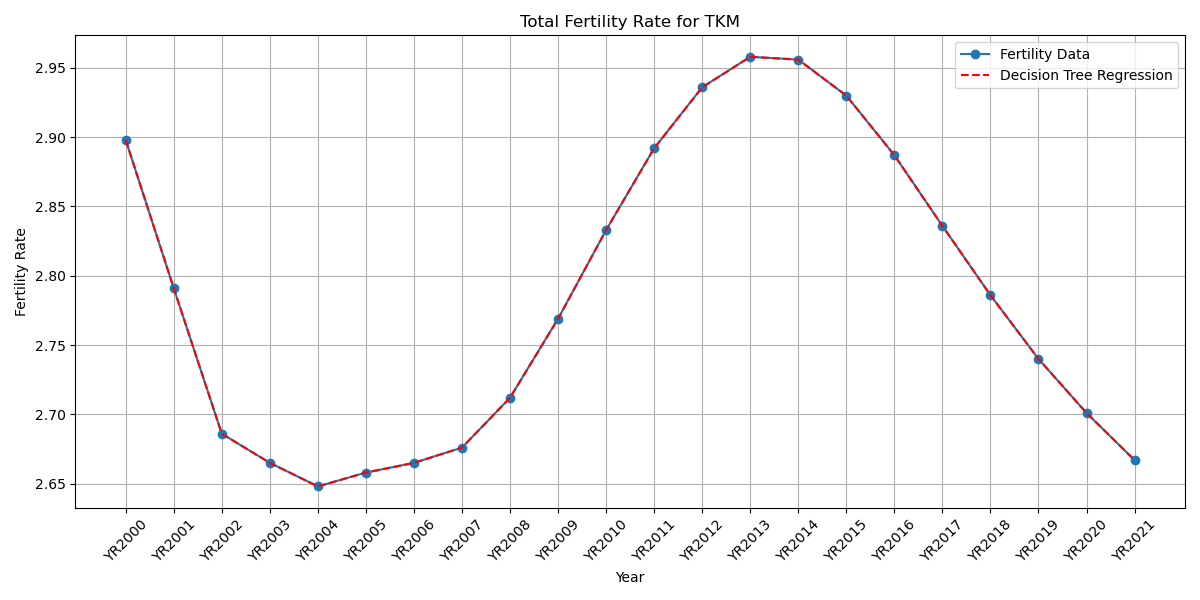 Total Fertility Rate for TKM
Fertility Data
Decision Tree Regression
Fertility Rate
2.95
2.90
2.85
2.80
2.75
2.70
2.65
YR2000
YR2001
YR2002
YR2003
YR2004
YR2005
YR2006
YR2007
YR2008
YR2009
YR2010
YR2011
YR2012
YR2013
YR2014
YR2015
YR2016
YR2017
YR2018
YR2019
YR2020
YR2021
Year